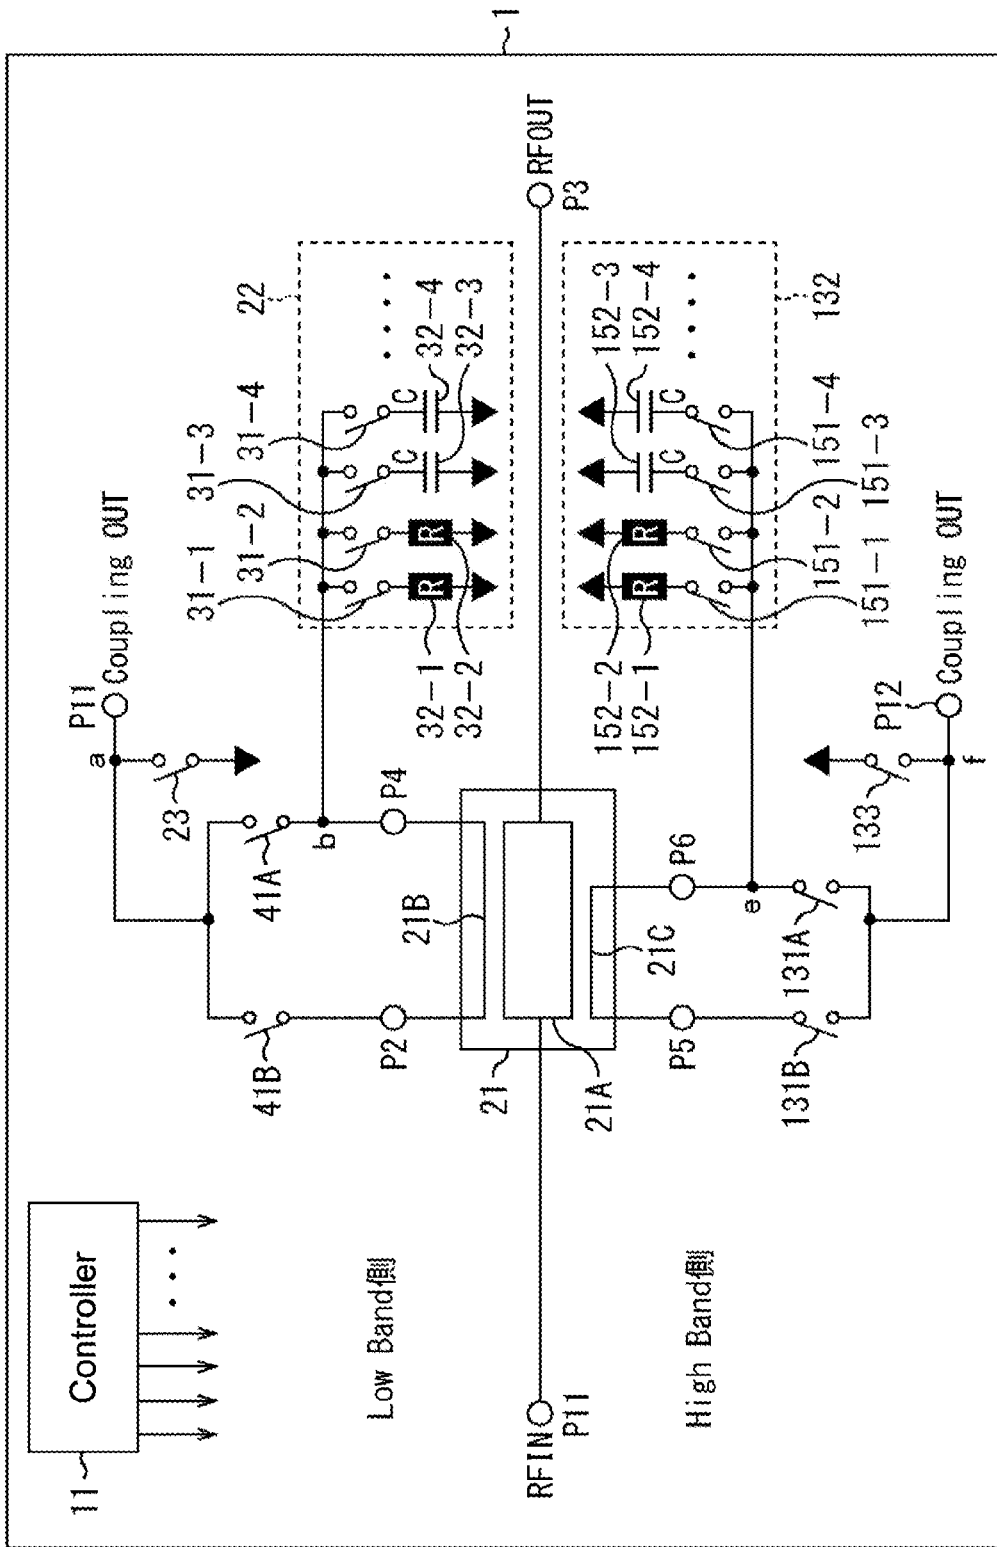 1
11
Controller
Low Band側
High Band側
RFIN
P11
RFOUT
P3
P11
Coupling OUT
a
23
41A
41B
b
P4
P2
21B
21
21A
21C
P6
P5
e
131A
131B
133
f
P12
Coupling OUT
22
31-1
31-2
31-3
31-4
R
R
C
C
32-1
32-2
32-4
32-3
132
152-2
152-1
152-3
152-4
R
R
C
C
151-1
151-2
151-3
151-4